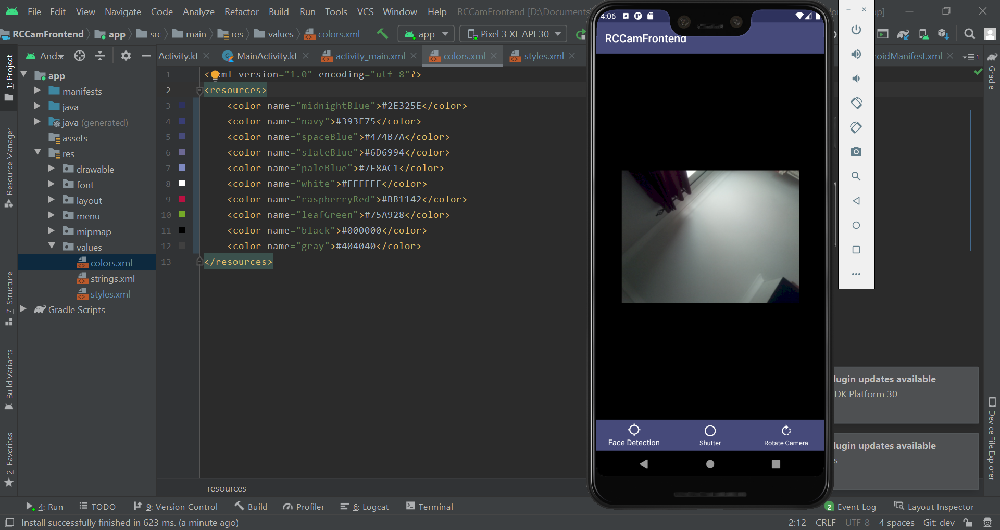 File Edit View Navigate Code Analyze Refactor Build Run Tools VCS Window Help RCCamFrontend [D:\Documents\
RCCamFrontend app src main res values colors.xml app Pixel 3 XL API 30
And... tActivity.kt MainActivity.kt activity_main.xml colors.xml styles.xml roidManifest.xml 1
1: Project
Resource Manager
7: Structure
Build Variants
2: Favorites
app
manifests
java
java (generated)
assets
res
drawable
font
layout
menu
mipmap
values
colors.xml
strings.xml
styles.xml
Gradle Scripts
1 <?xml version="1.0" encoding="utf-8"?>
2 <resources>
3 <color name="midnightBlue">#2E325E</color>
4 <color name="navy">#393E75</color>
5 <color name="spaceBlue">#474B7A</color>
6 <color name="slateBlue">#6D6994</color>
7 <color name="paleBlue">#7F8AC1</color>
8 <color name="white">#FFFFFF</color>
9 <color name="raspberryRed">#BB1142</color>
10 <color name="leafGreen">#75A928</color>
11 <color name="black">#000000</color>
12 <color name="gray">#404040</color>
13 </resources>
resources
4:06
RCCamFrontend
Face Detection Shutter Rotate Camera
lugin updates available
DK Platform 30
lugin updates available
s
Gradle
Device File Explorer
4: Run TODO 9: Version Control Build Profiler 6: Logcat Terminal 2 Event Log Layout Inspector
Install successfully finished in 623 ms. (a minute ago) 2:12 CRLF UTF-8 4 spaces Git: dev